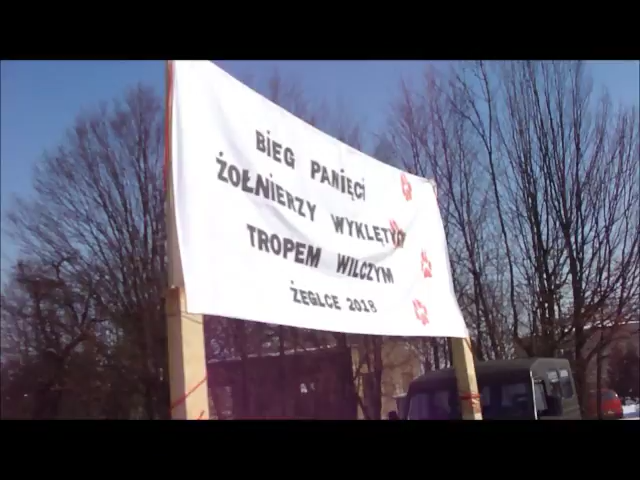 BiEG PAMiĘCi
ŻOŁNiERZY WYKLĘTYCH
TROPEM WiLCZYM
ŻEGLCE 2018